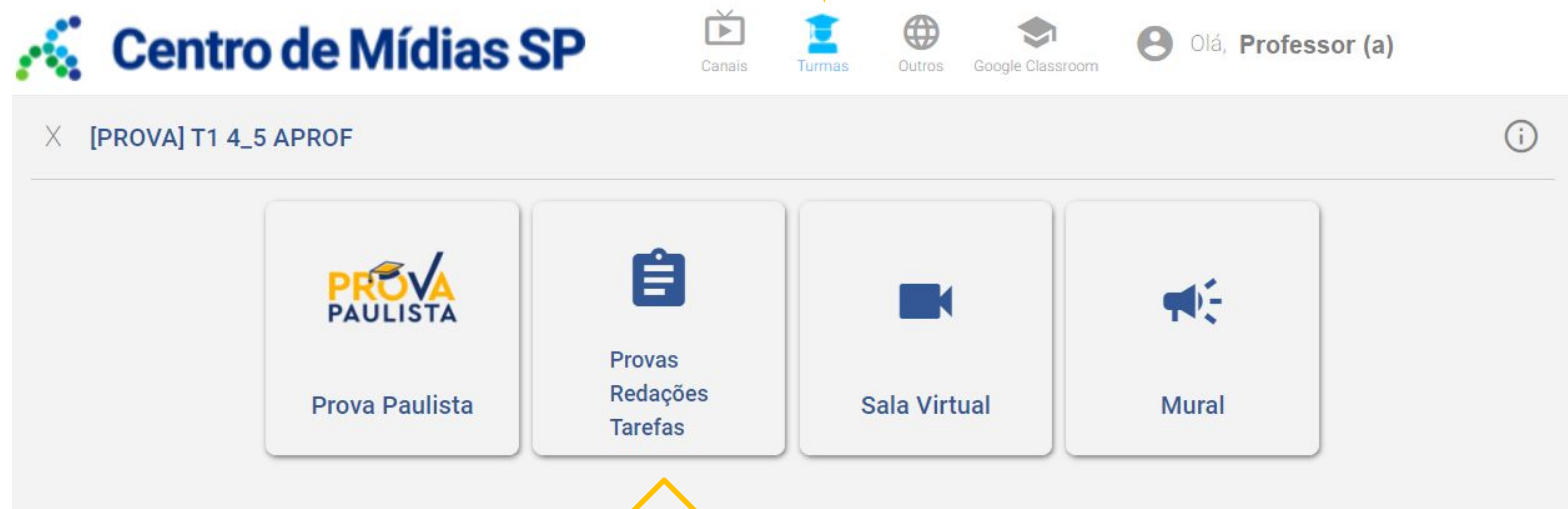 Centro de Mídias SP
Canais
Turmas
Outros
Google Classroom
Olá, Professor (a)
X [PROVA] T1 4_5 APROF
PROVA
PAULISTA
Prova Paulista
Provas
Redações
Tarefas
Sala Virtual
Mural